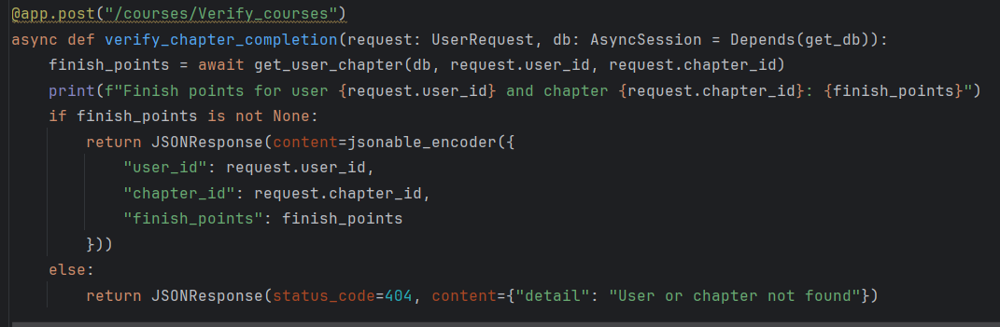 @app.post("/courses/Verify_courses")
async def verify_chapter_completion(request: UserRequest, db: AsyncSession = Depends(get_db)):
    finish_points = await get_user_chapter(db, request.user_id, request.chapter_id)
    print(f"Finish points for user {request.user_id} and chapter {request.chapter_id}: {finish_points}")
    if finish_points is not None:
        return JSONResponse(content=jsonable_encoder({
            "user_id": request.user_id,
            "chapter_id": request.chapter_id,
            "finish_points": finish_points
        }))
    else:
        return JSONResponse(status_code=404, content={"detail": "User or chapter not found"})